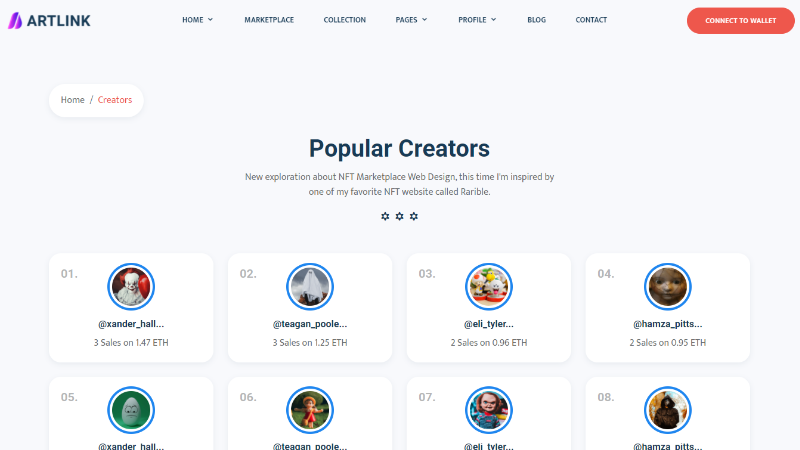 ARTLINK
HOME
MARKETPLACE
COLLECTION
PAGES
PROFILE
BLOG
CONTACT
CONNECT TO WALLET
Home / Creators
Popular Creators
New exploration about NFT Marketplace Web Design, this time I'm inspired by
one of my favorite NFT website called Rarible.
01.
@xander_hall...
3 Sales on 1.47 ETH
02.
@teagan_poole...
3 Sales on 1.25 ETH
03.
@eli_tyler...
2 Sales on 0.96 ETH
04.
@hamza_pitts...
2 Sales on 0.95 ETH
05.
@xander_hall...
06.
@teagan_poole...
07.
@eli_tyler...
08.
@hamza_pitts...